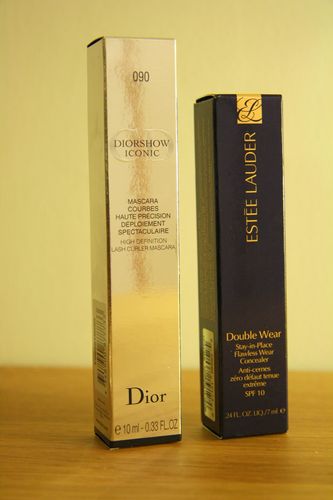 090
DIORSHOW
ICONIC
MASCARA
COURBES
HAUTE PRÉCISION
DÉPLOIEMENT
SPECTACULAIRE
HIGH DEFINITION
LASH CURLER MASCARA
Dior
e 10 ml - 0.33 FL.OZ
EL
ESTĒE LAUDER
Double Wear
Stay-in-Place
Flawless Wear
Concealer
Anti-cernes
zéro défaut tenue
extrême
SPF 10
.24 FL.OZ. LIQ./7 ml e